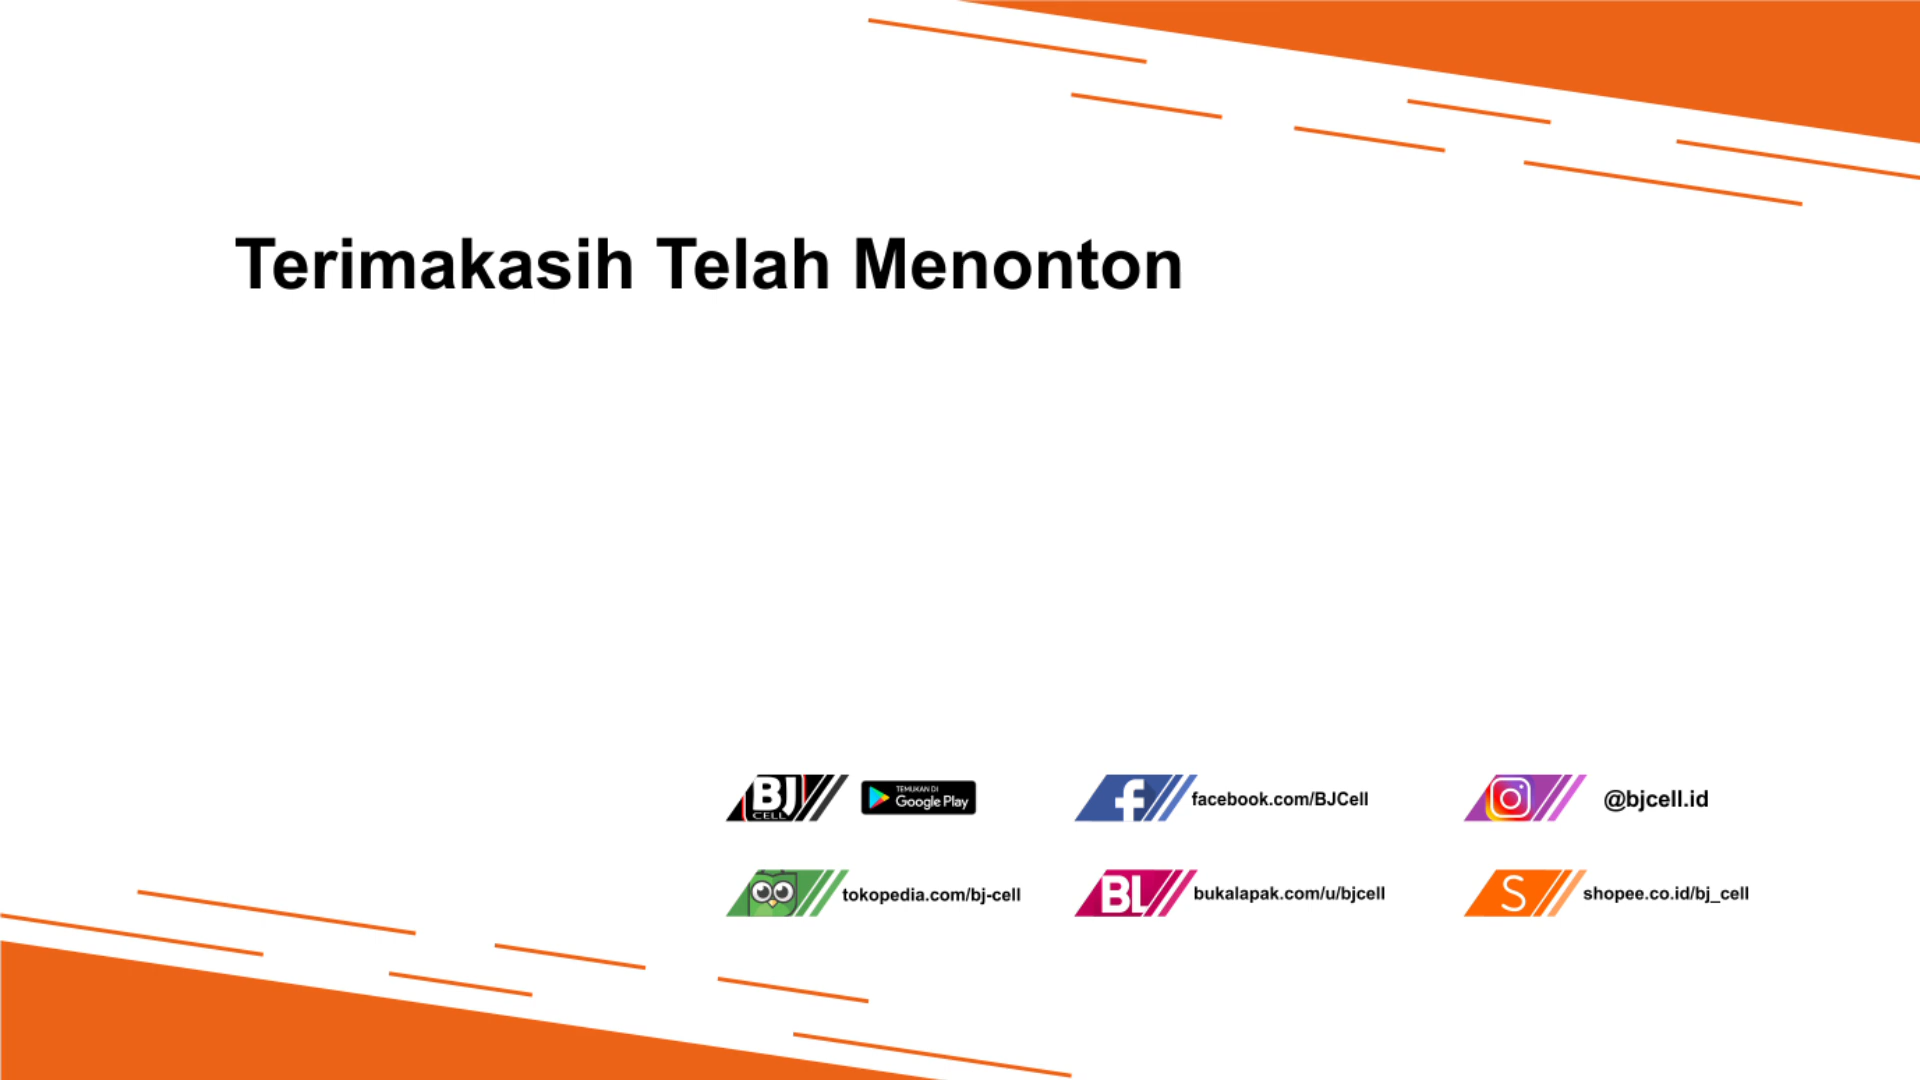 Terimakasih Telah Menonton
BJ CELL
TEMUKAN DI
Google Play
facebook.com/BJCell
@bjcell.id
tokopedia.com/bj-cell
BL
bukalapak.com/u/bjcell
S
shopee.co.id/bj_cell